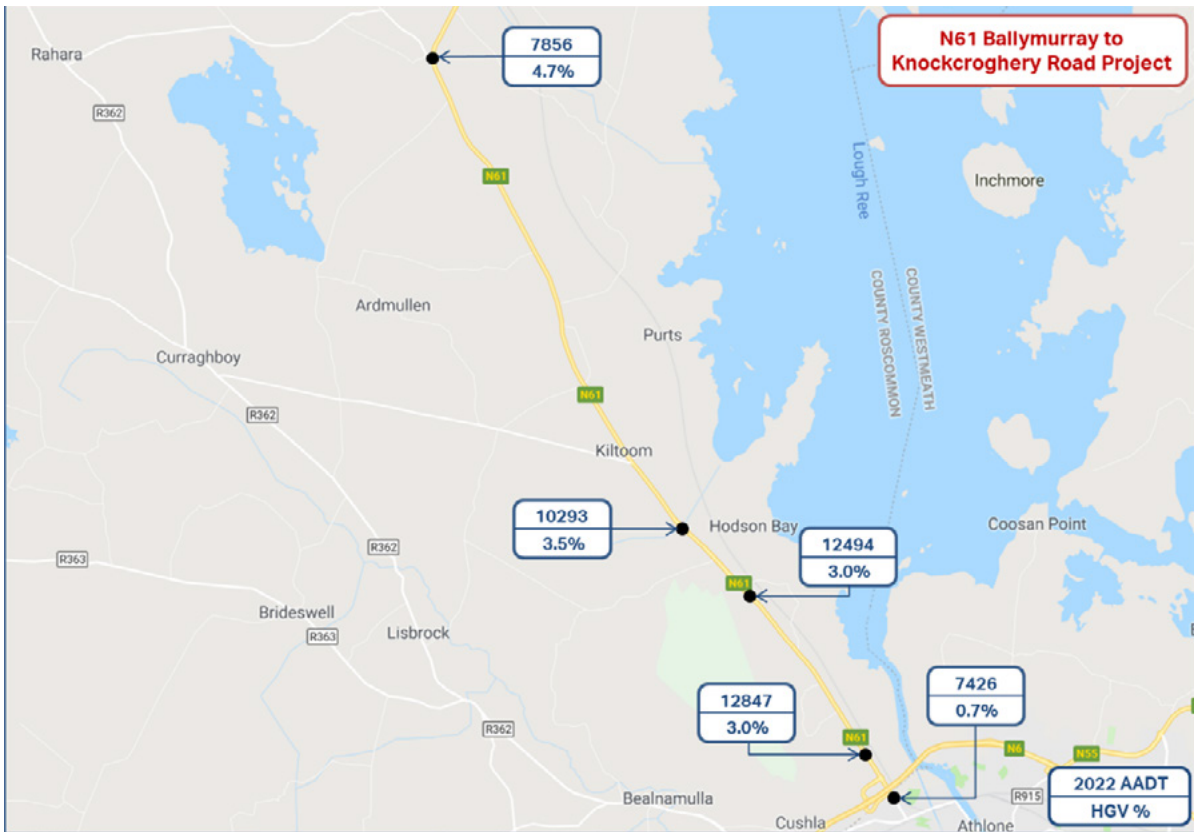 N61 Ballymurray to
Knockcroghery Road Project
Rahara
7856
4.7%
R362
N61
Lough Ree
Inchmore
Ardmullen
Purts
COUNTY ROSCOMMON
COUNTY WESTMEATH
Curraghboy
N61
R362
Kiltoom
10293
3.5%
Hodson Bay
Coosan Point
12494
3.0%
R362
R363
N61
Brideswell
R363
Lisbrock
7426
0.7%
12847
3.0%
R362
N61
N6
N55
Bealnamulla
R915
2022 AADT
HGV %
Cushla
Athlone